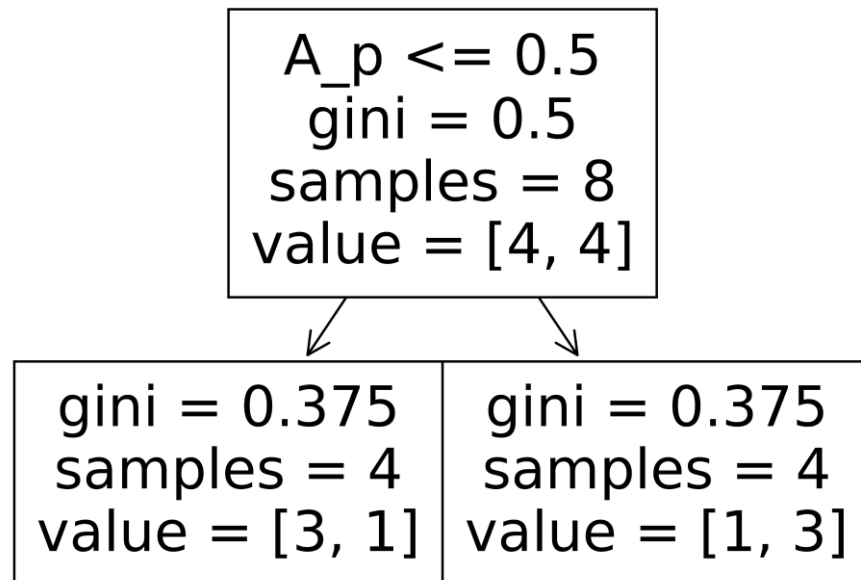 A_p <= 0.5
gini = 0.5
samples = 8
value = [4, 4]
gini = 0.375
samples = 4
value = [3, 1]
gini = 0.375
samples = 4
value = [1, 3]